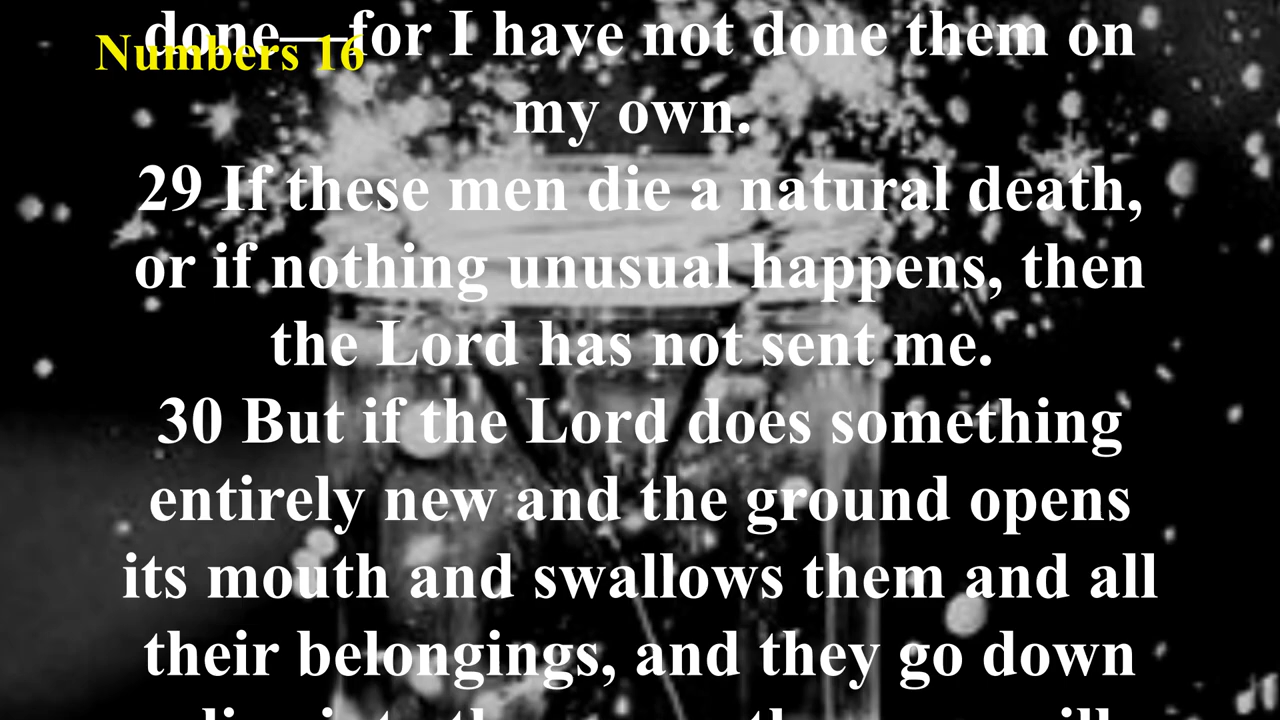 Numbers 16
done—for I have not done them on
my own.
29 If these men die a natural death,
or if nothing unusual happens, then
the Lord has not sent me.
30 But if the Lord does something
entirely new and the ground opens
its mouth and swallows them and all
their belongings, and they go down